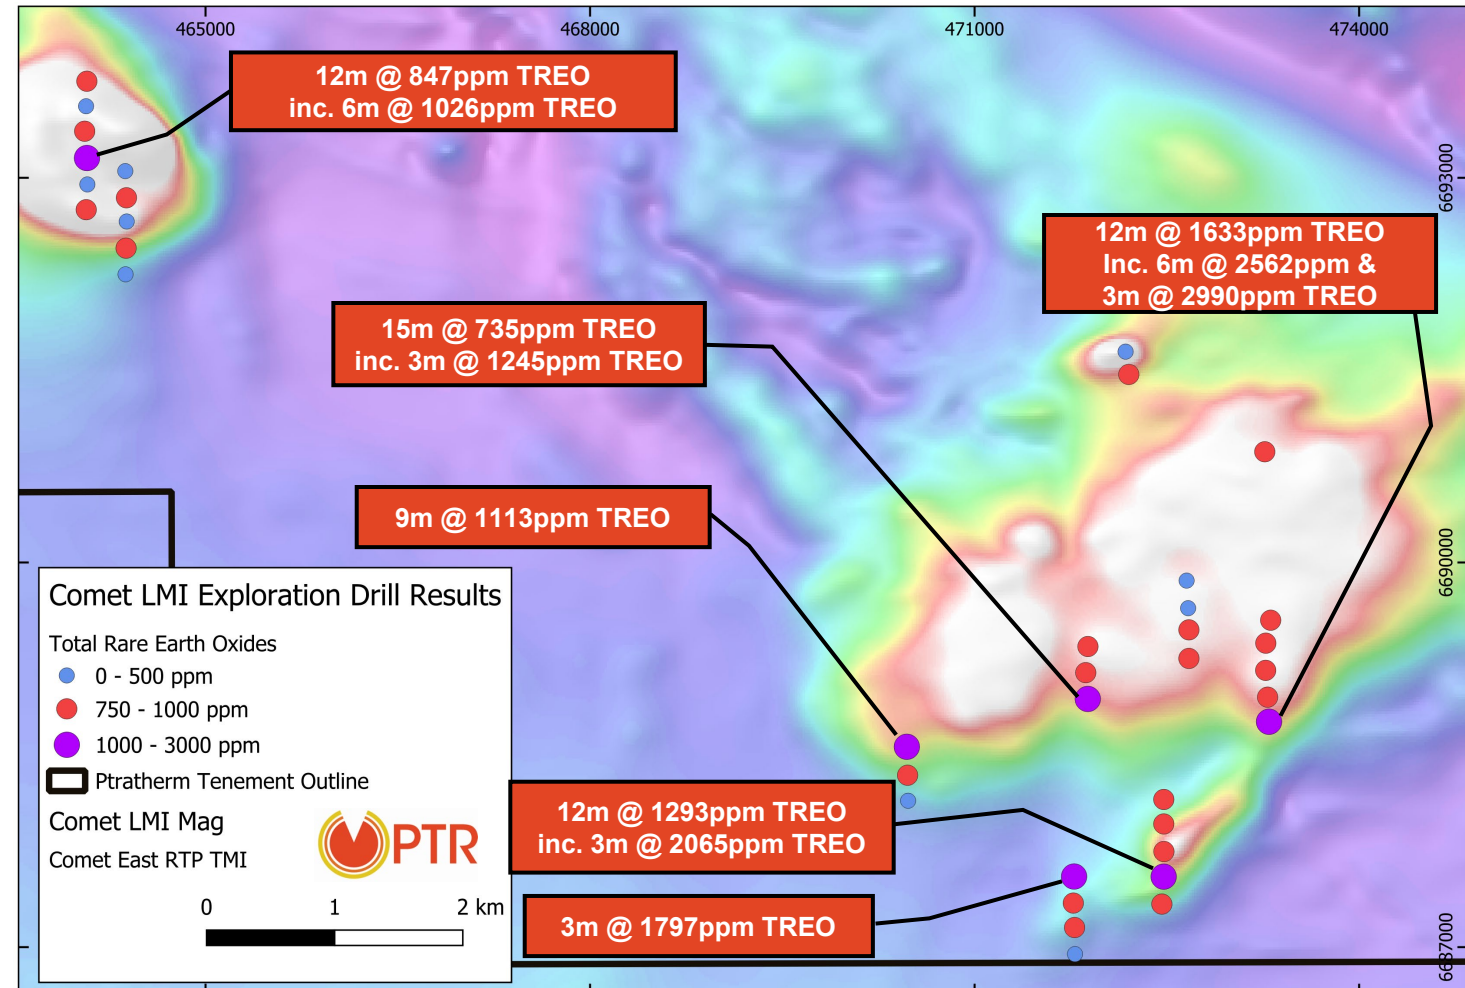 465000
468000
471000
474000
12m @ 847ppm TREO
inc. 6m @ 1026ppm TREO
6693000
12m @ 1633ppm TREO
Inc. 6m @ 2562ppm &
3m @ 2990ppm TREO
15m @ 735ppm TREO
inc. 3m @ 1245ppm TREO
9m @ 1113ppm TREO
6690000
Comet LMI Exploration Drill Results
Total Rare Earth Oxides
0 - 500 ppm
750 - 1000 ppm
1000 - 3000 ppm
Ptratherm Tenement Outline
Comet LMI Mag
Comet East RTP TMI
PTR
0 1 2 km
12m @ 1293ppm TREO
inc. 3m @ 2065ppm TREO
3m @ 1797ppm TREO
6687000